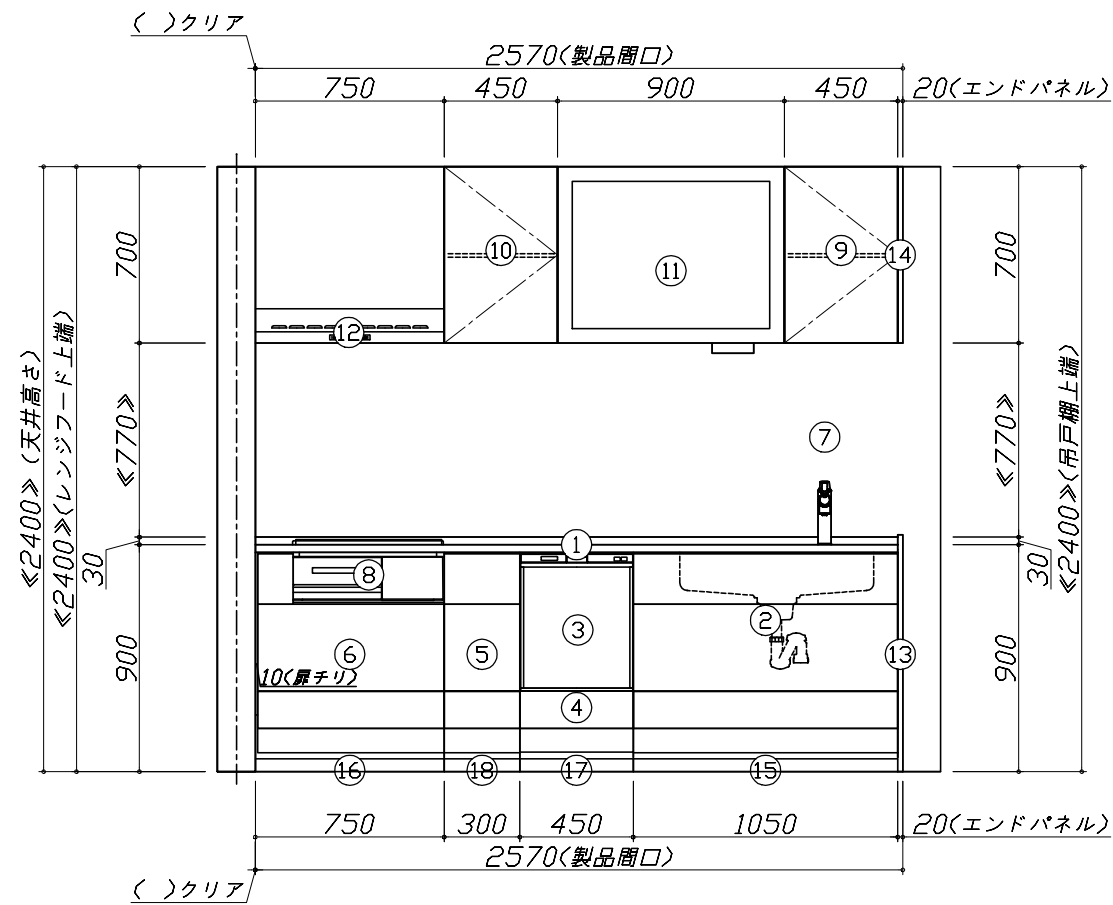 ( )クリア
2570(製品間口)
750 450 900 450 20(エンドパネル)
《2400》(天井高さ)
《2400》(レンジフード上端)
700
《770》
30
900
700
《770》
30
900
《2400》(吊戸棚上端)
10 11 9 14
12
7
1
8
2
3
6 5 13
10(扉チリ)
4
16 18 17 15
750 300 450 1050 20(エンドパネル)
2570(製品間口)
( )クリア